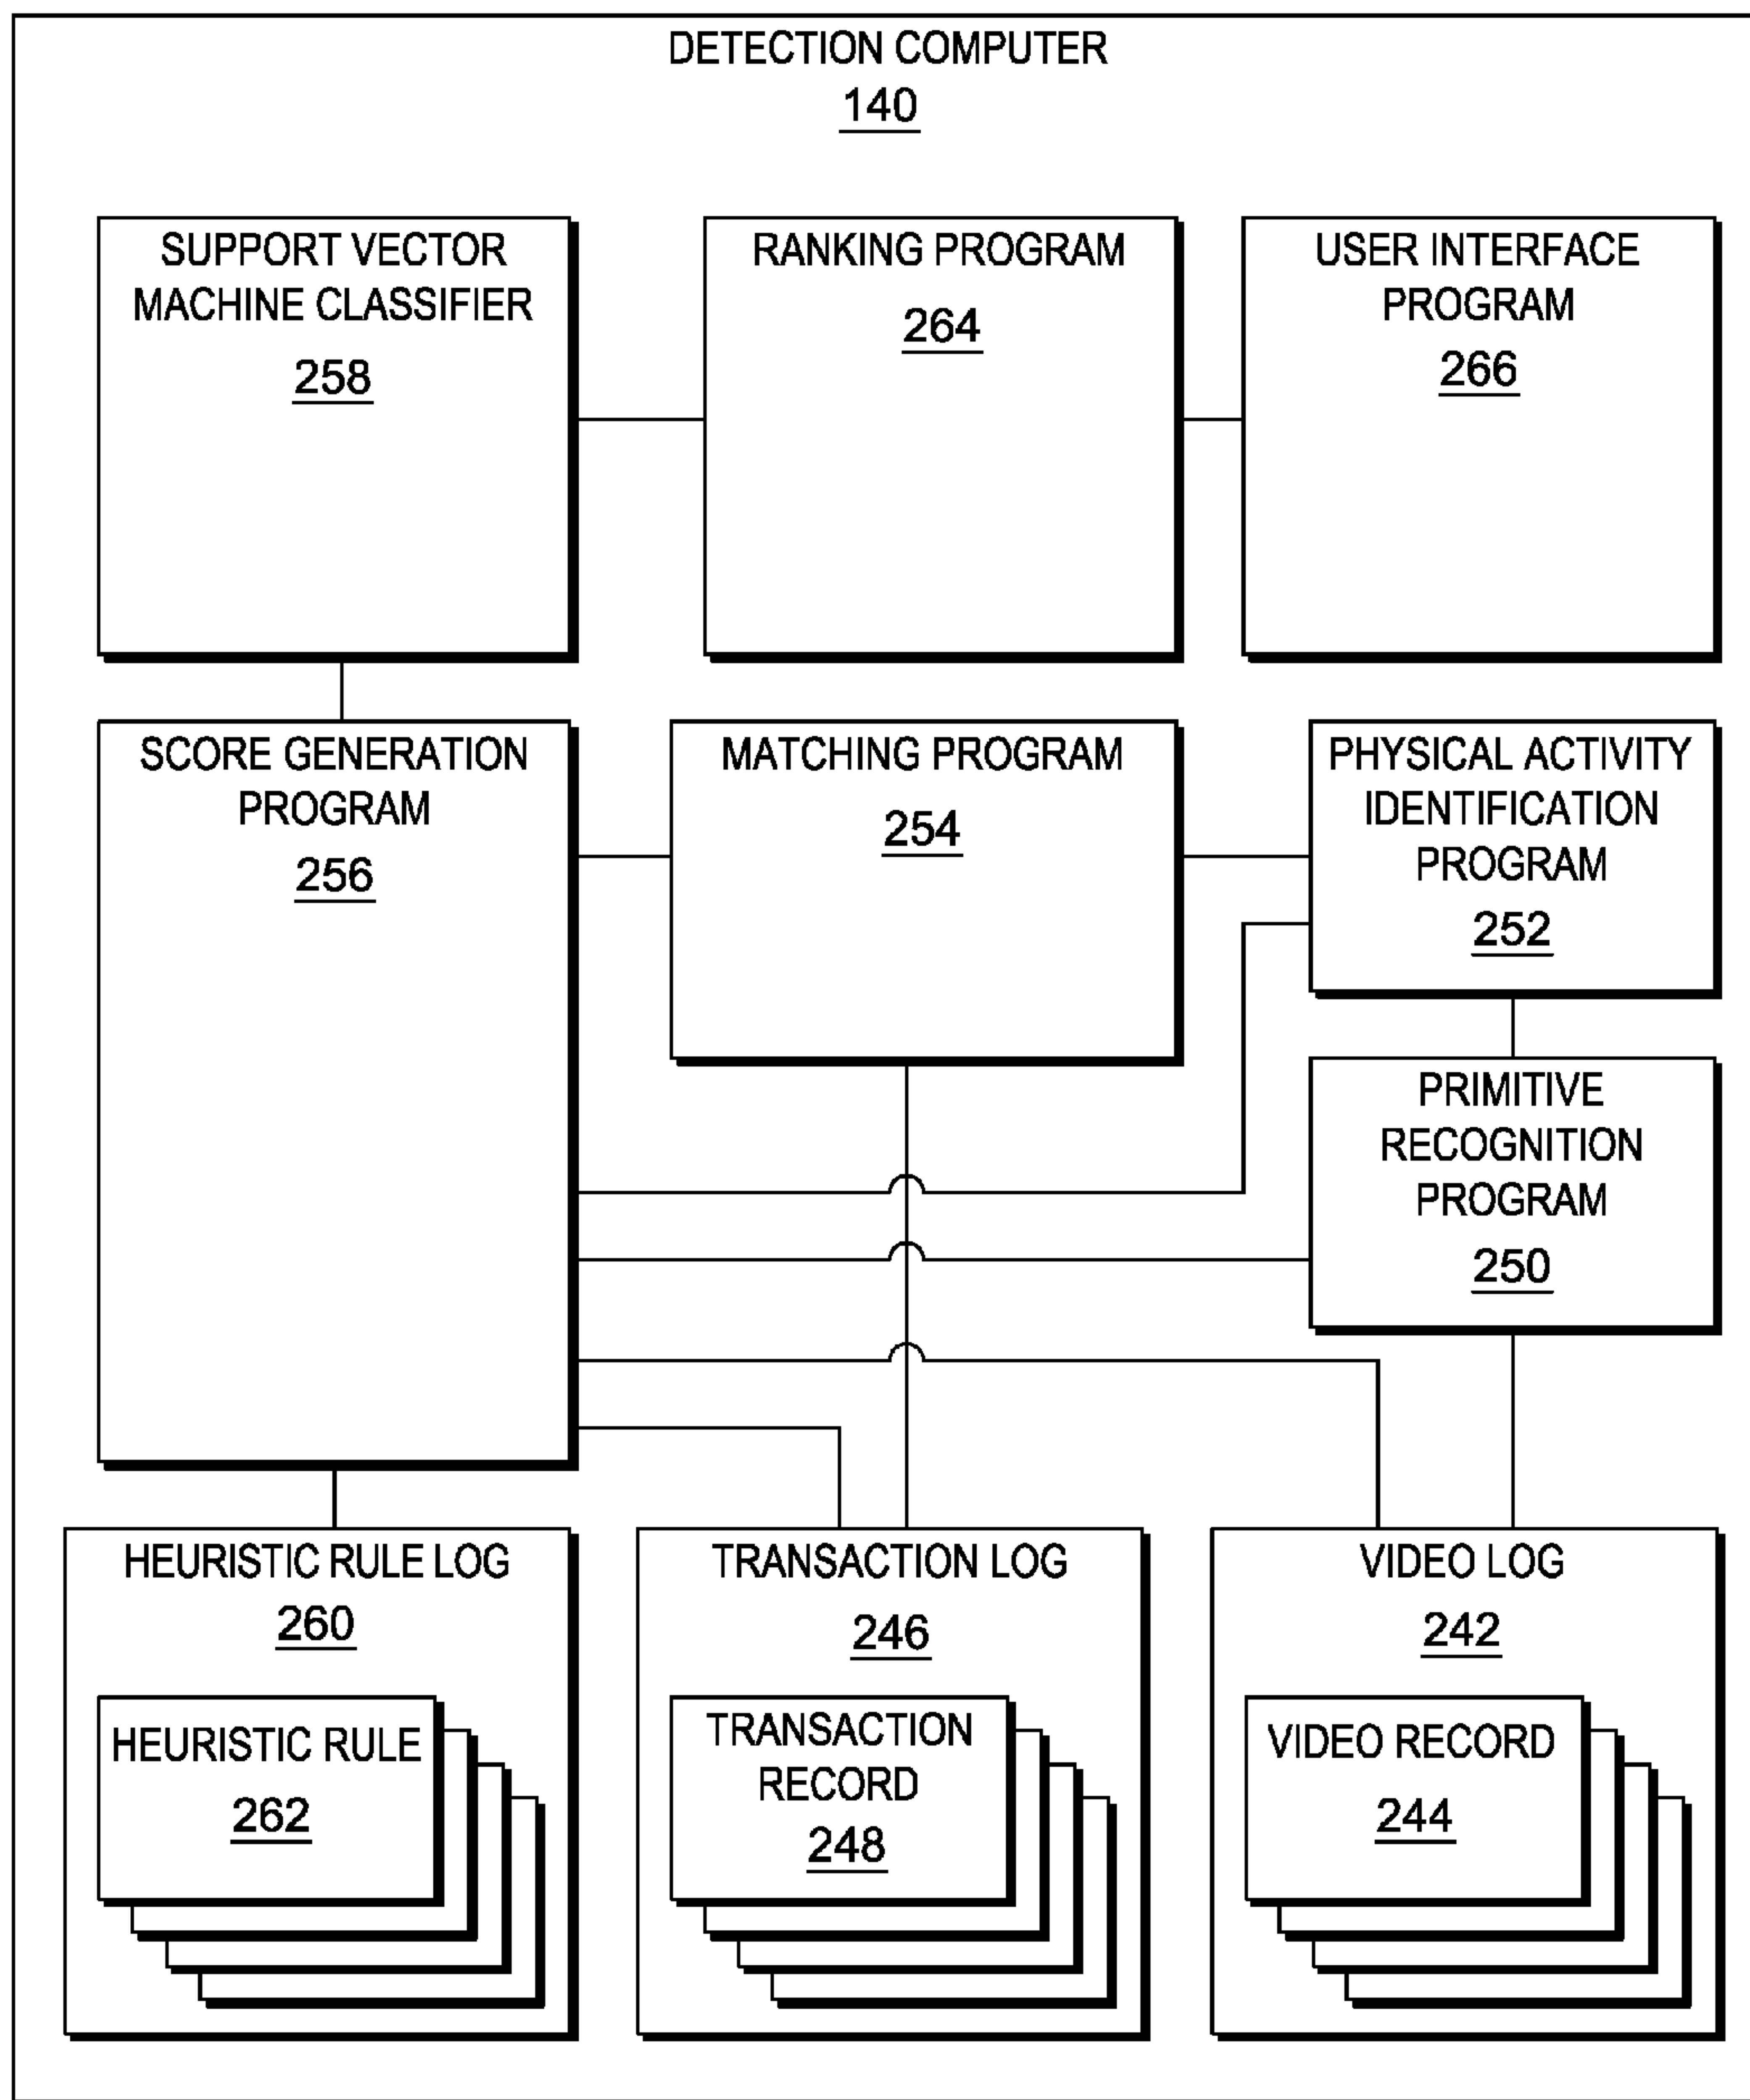 DETECTION COMPUTER
140
SUPPORT VECTOR
MACHINE CLASSIFIER
258
RANKING PROGRAM
264
USER INTERFACE
PROGRAM
266
SCORE GENERATION
PROGRAM
256
MATCHING PROGRAM
254
PHYSICAL ACTIVITY
IDENTIFICATION
PROGRAM
252
PRIMITIVE
RECOGNITION
PROGRAM
250
HEURISTIC RULE LOG
260
HEURISTIC RULE
262
TRANSACTION LOG
246
TRANSACTION
RECORD
248
VIDEO LOG
242
VIDEO RECORD
244